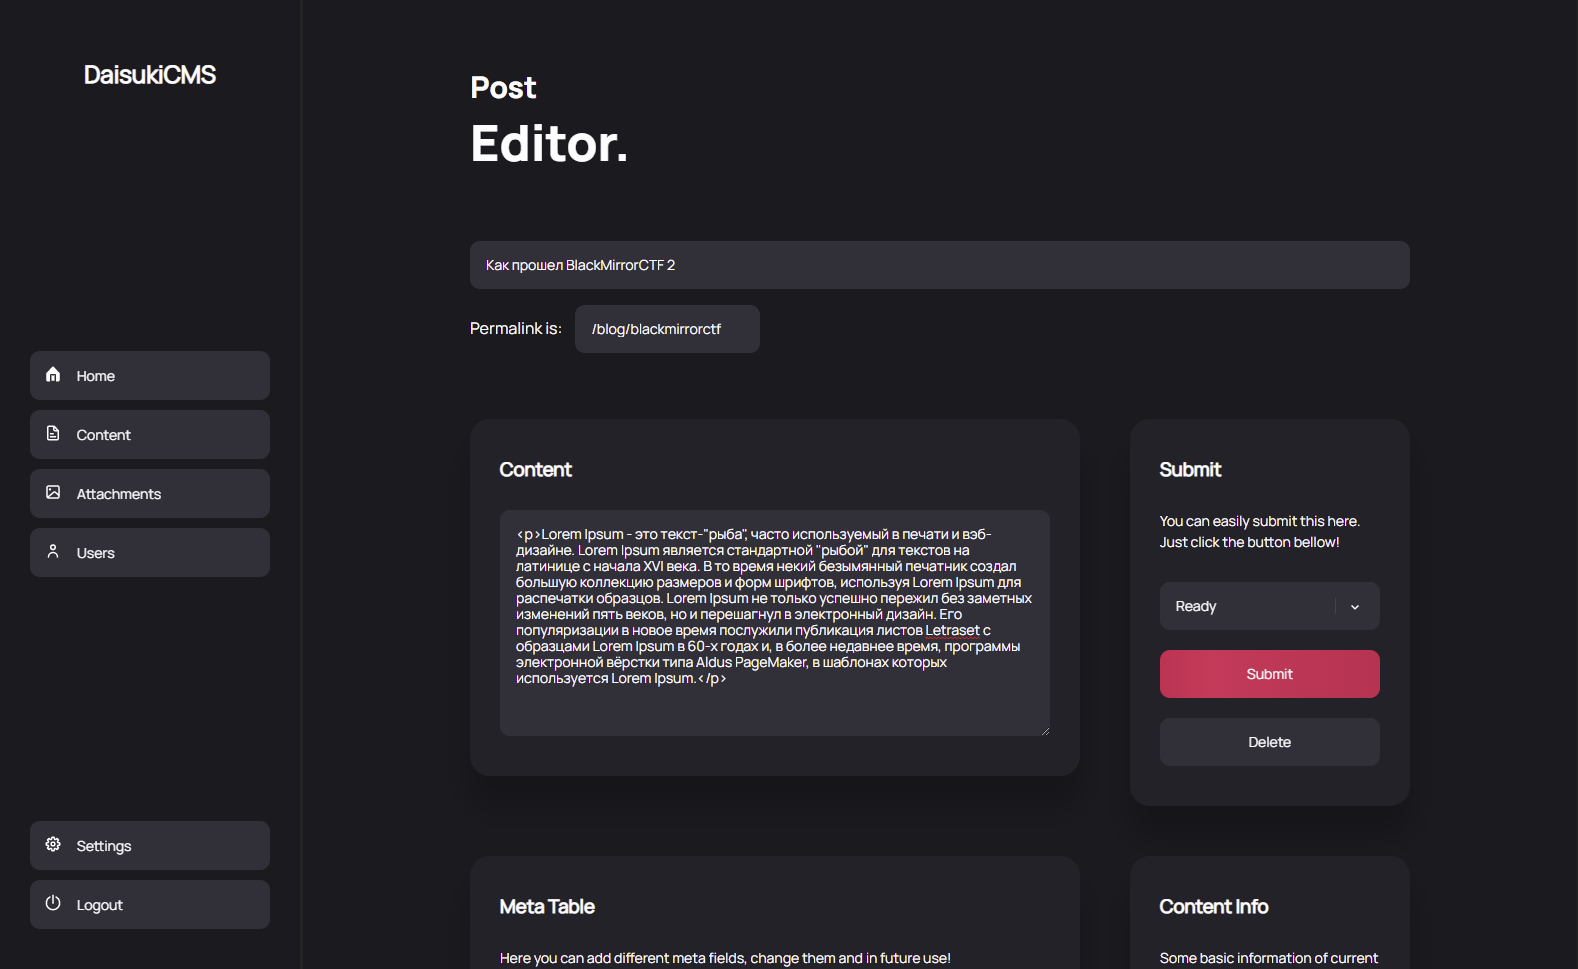 DaisukiCMS
Home
Content
Attachments
Users
Settings
Logout
Post
Editor.
Как прошел BlackMirrorCTF 2
Permalink is:
/blog/blackmirrorctf
Content
<p>Lorem Ipsum - это текст-"рыба", часто используемый в печати и вэб-
дизайне. Lorem Ipsum является стандартной "рыбой" для текстов на
латинице с начала XVI века. В то время некий безымянный печатник создал
большую коллекцию размеров и форм шрифтов, используя Lorem Ipsum для
распечатки образцов. Lorem Ipsum не только успешно пережил без заметных
изменений пять веков, но и перешагнул в электронный дизайн. Его
популяризации в новое время послужили публикация листов Letraset с
образцами Lorem Ipsum в 60-х годах и, в более недавнее время, программы
электронной вёрстки типа Aldus PageMaker, в шаблонах которых
используется Lorem Ipsum.</p>
Submit
You can easily submit this here.
Just click the button bellow!
Ready
Submit
Delete
Meta Table
Here you can add different meta fields, change them and in future use!
Content Info
Some basic information of current